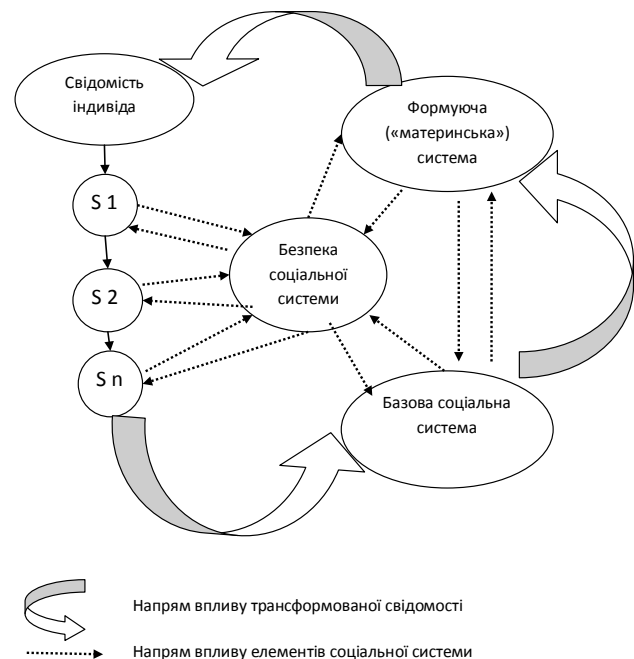 Свідомість
індивіда
Формуюча
(«материнська»)
система
S 1
Безпека
соціальної
системи
S 2
S n
Базова соціальна
система
Напрям впливу трансформованої свідомості
Напрям впливу елементів соціальної системи